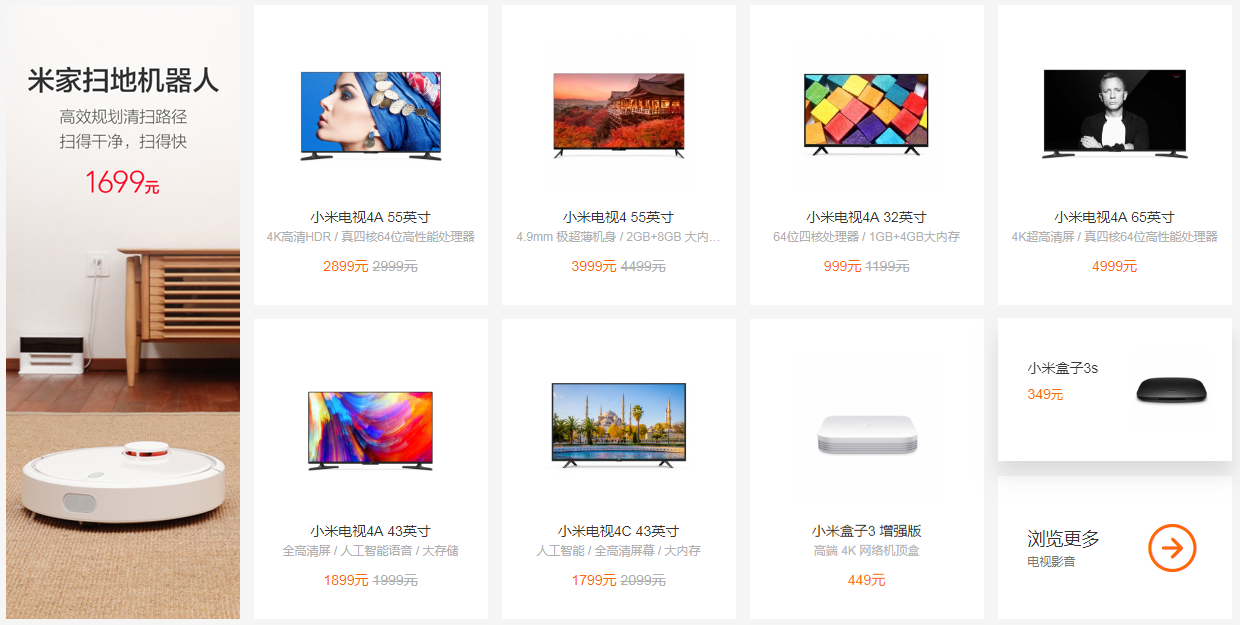 米家扫地机器人
高效规划清扫路径
扫得干净，扫得快
1699元
小米电视4A 55英寸
4K高清HDR / 真四核64位高性能处理器
2899元 2999元
小米电视4 55英寸
4.9mm 极超薄机身 / 2GB+8GB 大内...
3999元 4499元
小米电视4A 32英寸
64位四核处理器 / 1GB+4GB大内存
999元 1199元
小米电视4A 65英寸
4K超高清屏 / 真四核64位高性能处理器
4999元
小米电视4A 43英寸
全高清屏 / 人工智能语音 / 大存储
1899元 1999元
小米电视4C 43英寸
人工智能 / 全高清屏幕 / 大内存
1799元 2099元
小米盒子3 增强版
高端 4K 网络机顶盒
449元
小米盒子3s
349元
浏览更多
电视影音